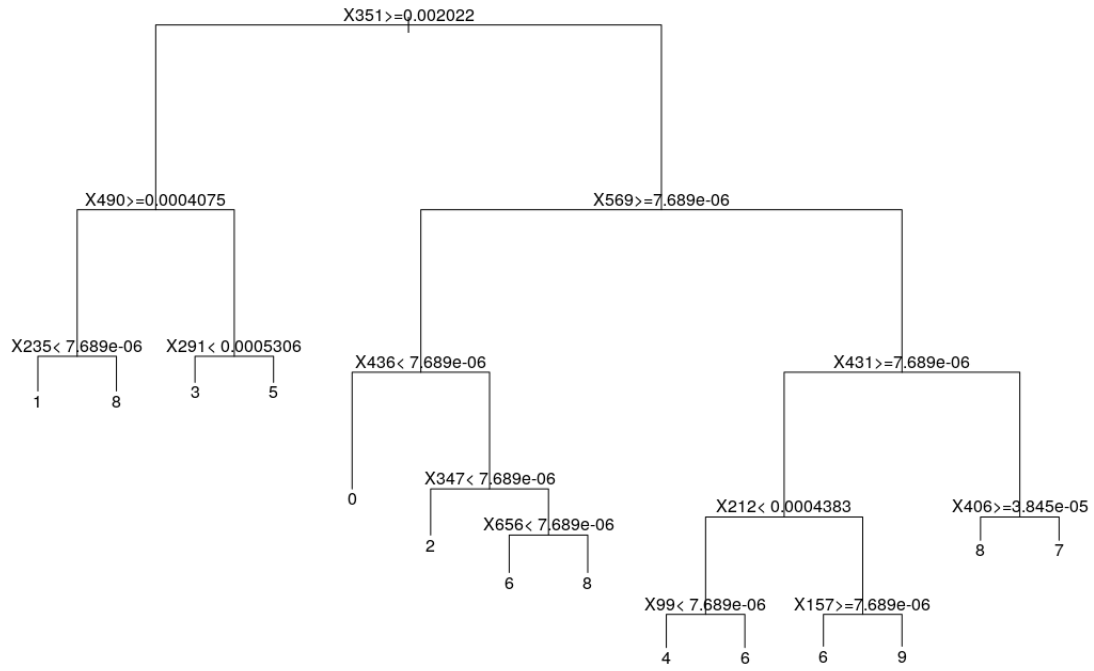 X351>=0.002022
X490>=0.0004075
X569>=7.689e-06
X235< 7.689e-06
X291< 0.0005306
X436< 7.689e-06
X431>=7.689e-06
1
8
3
5
0
X347< 7.689e-06
X212< 0.0004383
X406>=3.845e-05
2
X656< 7.689e-06
8
7
6
8
X99< 7.689e-06
X157>=7.689e-06
4
6
6
9